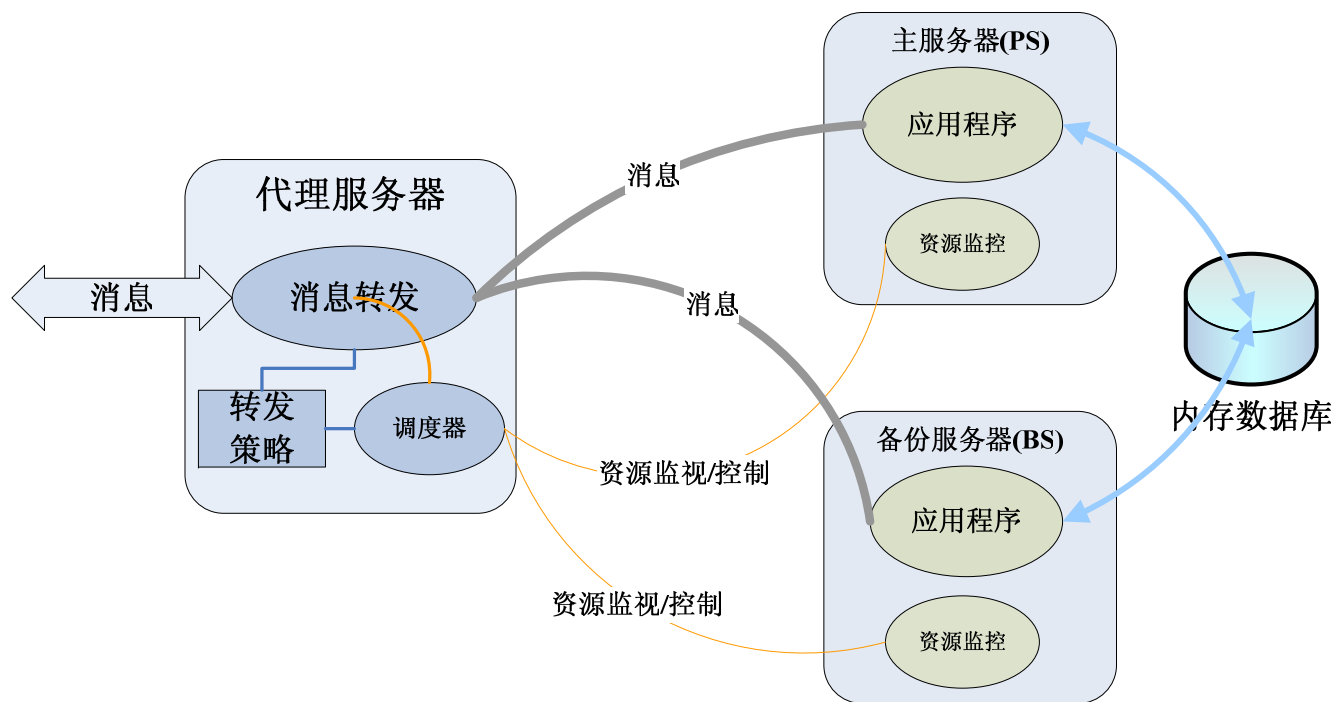 主服务器(PS)
应用程序
资源监控
代理服务器
消息
消息转发
转发
策略
调度器
消息
消息
资源监视/控制
资源监视/控制
内存数据库
备份服务器(BS)
应用程序
资源监控